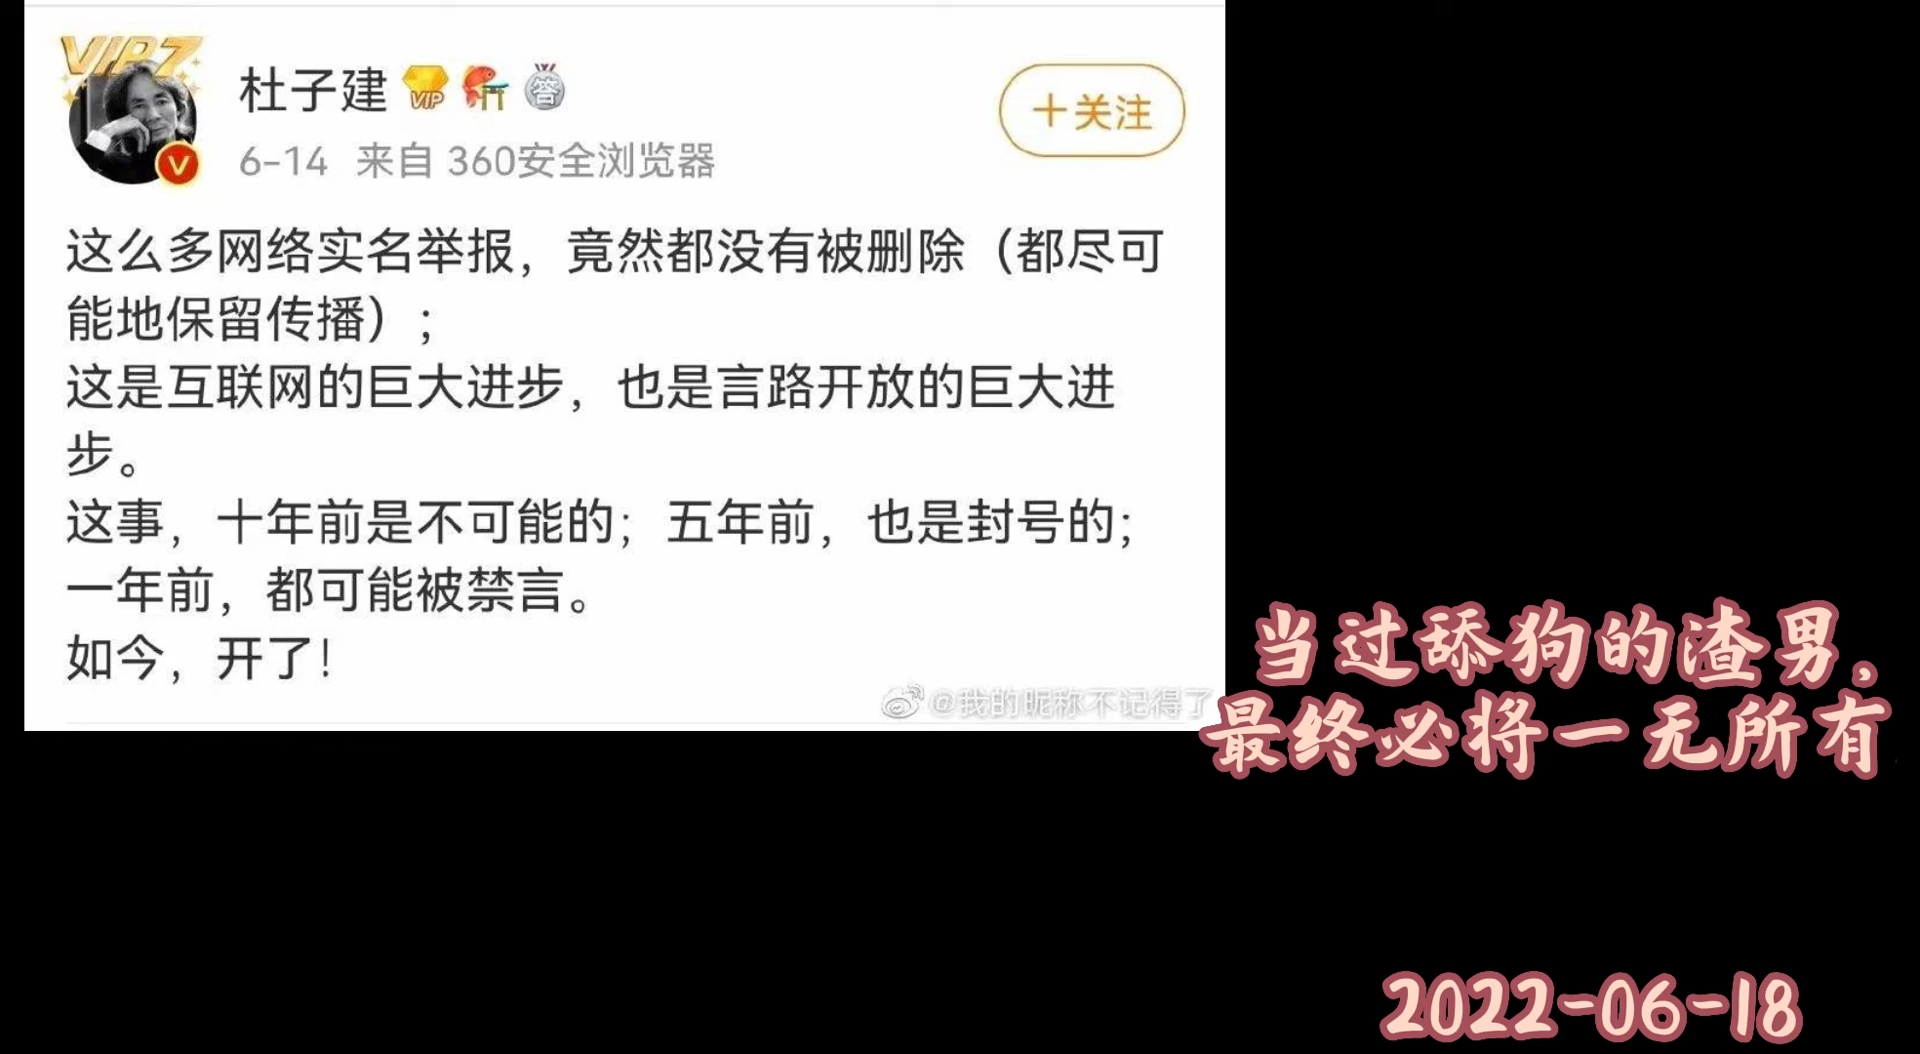 VIP7
杜子建 VIP 答
6-14 来自 360安全浏览器
+关注
V
这么多网络实名举报，竟然都没有被删除（都尽可
能地保留传播）；
这是互联网的巨大进步，也是言路开放的巨大进
步。
这事，十年前是不可能的；五年前，也是封号的；
一年前，都可能被禁言。
如今，开了！
@我的昵称不记得了
当过舔狗的渣男，
最终必将一无所有
2022-06-18